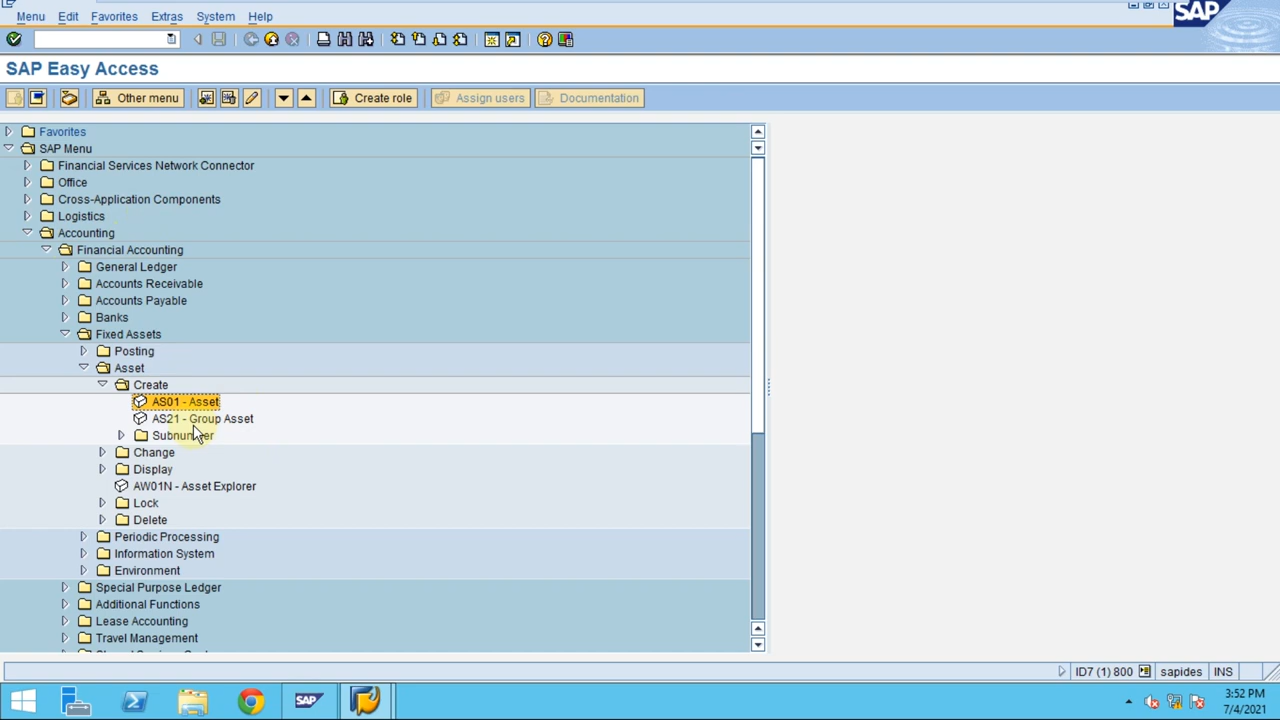 Menu Edit Favorites Extras System Help
SAP
SAP Easy Access
Other menu Create role Assign users Documentation
Favorites
SAP Menu
Financial Services Network Connector
Office
Cross-Application Components
Logistics
Accounting
Financial Accounting
General Ledger
Accounts Receivable
Accounts Payable
Banks
Fixed Assets
Posting
Asset
Create
AS01 - Asset
AS21 - Group Asset
Subnumber
Change
Display
AW01N - Asset Explorer
Lock
Delete
Periodic Processing
Information System
Environment
Special Purpose Ledger
Additional Functions
Lease Accounting
Travel Management
ID7 (1) 800 sapides INS
SAP
3:52 PM
7/4/2021